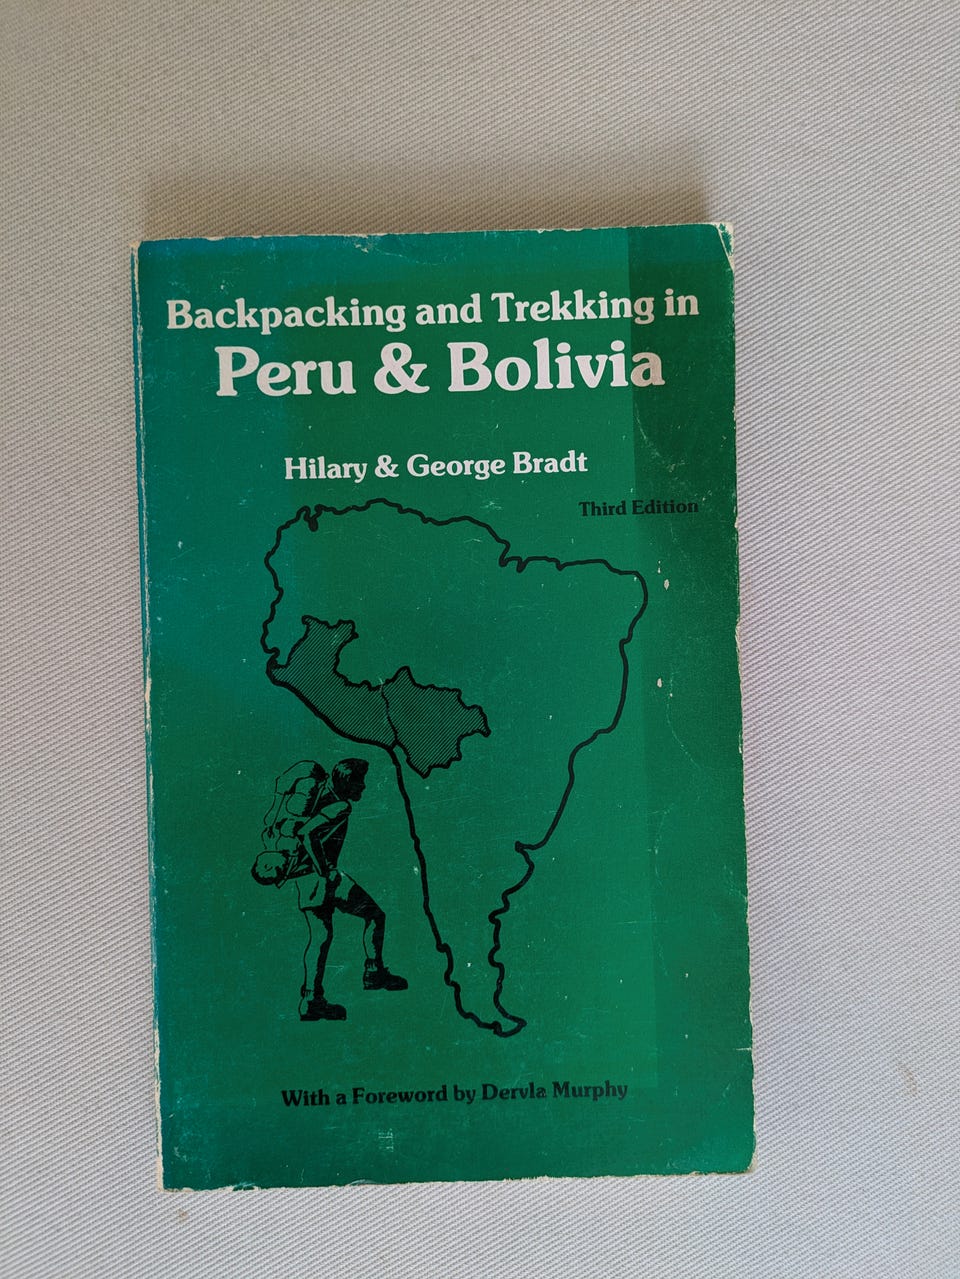 Backpacking and Trekking in
Peru & Bolivia
Hilary & George Bradt
Third Edition
With a Foreword by Dervla Murphy